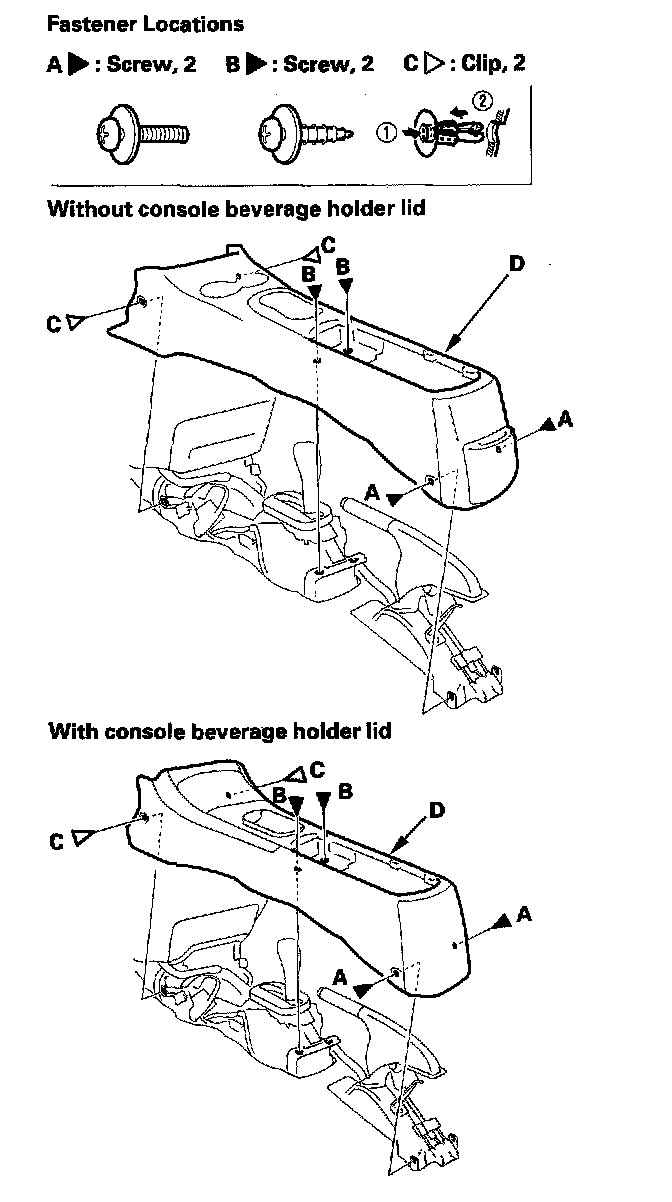 Fastener Locations
A ▶ : Screw, 2 B ▶ : Screw, 2 C ▷ : Clip, 2
① ②
Without console beverage holder lid
C
B B
D
C
A
A
With console beverage holder lid
C
B B
D
C
A
A